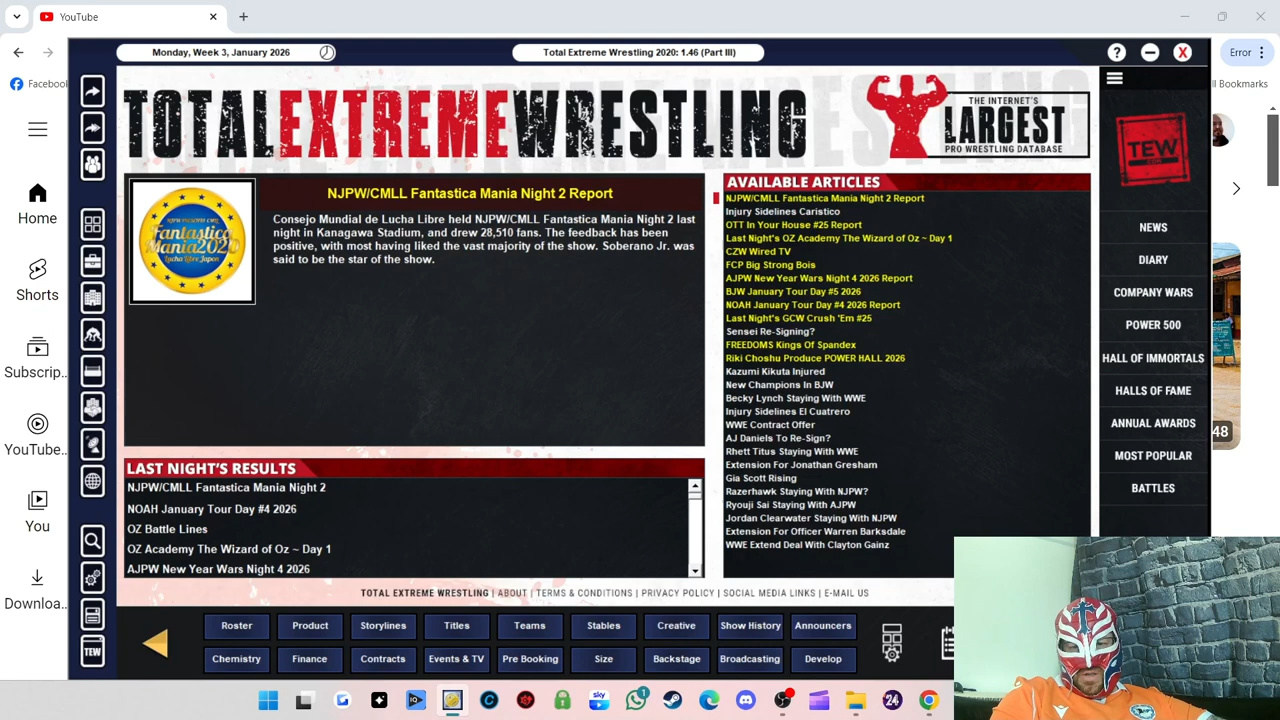 YouTube
Monday, Week 3, January 2026
Total Extreme Wrestling 2020: 1.46 (Part III)
?
X
Error
Facebook
ll Bookmarks
TOTALEXTREMEWRESTLING
THE INTERNET'S
LARGEST
PRO WRESTLING DATABASE
TEW
.COM
Home
Shorts
Subscrip...
YouTube...
You
Downloa...
Fantastica
Mania2026
NJPW/CMLL Fantastica Mania Night 2 Report
Consejo Mundial de Lucha Libre held NJPW/CMLL Fantastica Mania Night 2 last
night in Kanagawa Stadium, and drew 28,510 fans. The feedback has been
positive, with most having liked the vast majority of the show. Soberano Jr. was
said to be the star of the show.
LAST NIGHT'S RESULTS
NJPW/CMLL Fantastica Mania Night 2
NOAH January Tour Day #4 2026
OZ Battle Lines
OZ Academy The Wizard of Oz ~ Day 1
AJPW New Year Wars Night 4 2026
AVAILABLE ARTICLES
NJPW/CMLL Fantastica Mania Night 2 Report
Injury Sidelines Caristico
OTT In Your House #25 Report
Last Night's OZ Academy The Wizard of Oz ~ Day 1
CZW Wired TV
FCP Big Strong Bois
AJPW New Year Wars Night 4 2026 Report
BJW January Tour Day #5 2026
NOAH January Tour Day #4 2026 Report
Last Night's GCW Crush 'Em #25
Sensei Re-Signing?
FREEDOMS Kings Of Spandex
Riki Choshu Produce POWER HALL 2026
Kazumi Kikuta Injured
New Champions In BJW
Becky Lynch Staying With WWE
Injury Sidelines El Cuatrero
WWE Contract Offer
AJ Daniels To Re-Sign?
Rhett Titus Staying With WWE
Extension For Jonathan Gresham
Gia Scott Rising
Razerhawk Staying With NJPW?
Ryouji Sai Staying With AJPW
Jordan Clearwater Staying With NJPW
Extension For Officer Warren Barksdale
WWE Extend Deal With Clayton Gainz
NEWS
DIARY
COMPANY WARS
POWER 500
HALL OF IMMORTALS
HALLS OF FAME
ANNUAL AWARDS
MOST POPULAR
BATTLES
48
TOTAL EXTREME WRESTLING | ABOUT | TERMS & CONDITIONS | PRIVACY POLICY | SOCIAL MEDIA LINKS | E-MAIL US
TEW
Roster
Product
Storylines
Titles
Teams
Stables
Creative
Show History
Announcers
Chemistry
Finance
Contracts
Events & TV
Pre Booking
Size
Backstage
Broadcasting
Develop
sky
1
24